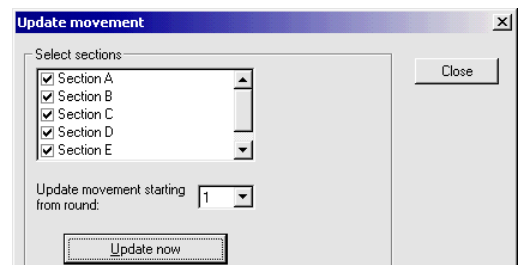 Update movement
Select sections
Section A
Section B
Section C
Section D
Section E
Close
Update movement starting
from round:
1
Update now